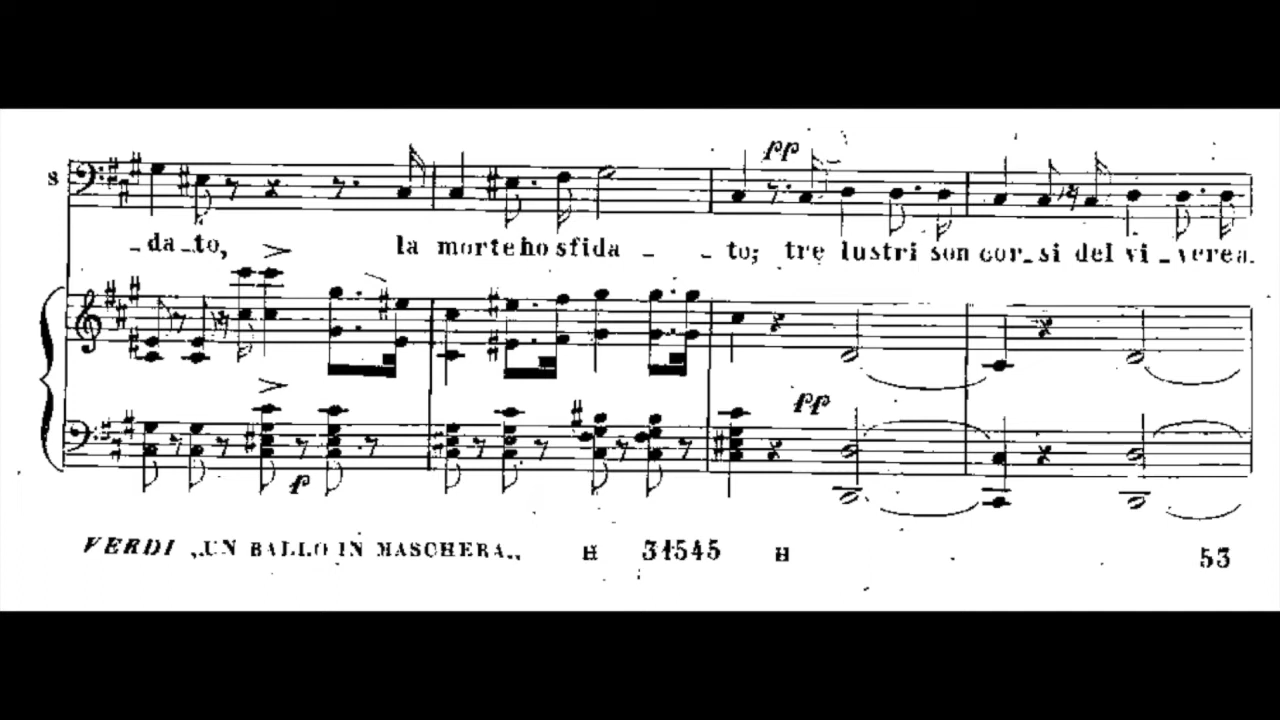 S
pp
_da_to, la morte ho sfida _ _ to; tre lustri son cor_si del vi_verea.
p
pp
VERDI „UN BALLO IN MASCHERA„ H 31545 H 53